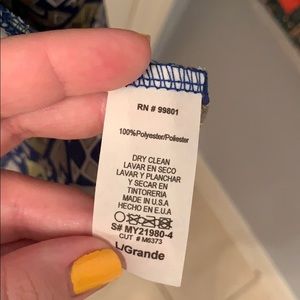 RN # 99801
100%Polyester/Poliester
DRY CLEAN
LAVAR EN SECO
LAVAR Y PLANCHAR
Y SECAR EN
TINTORERIA
MADE IN U.S.A
HECHO EN E.U.A
S# MY21980-4
CUT # M6373
L/Grande